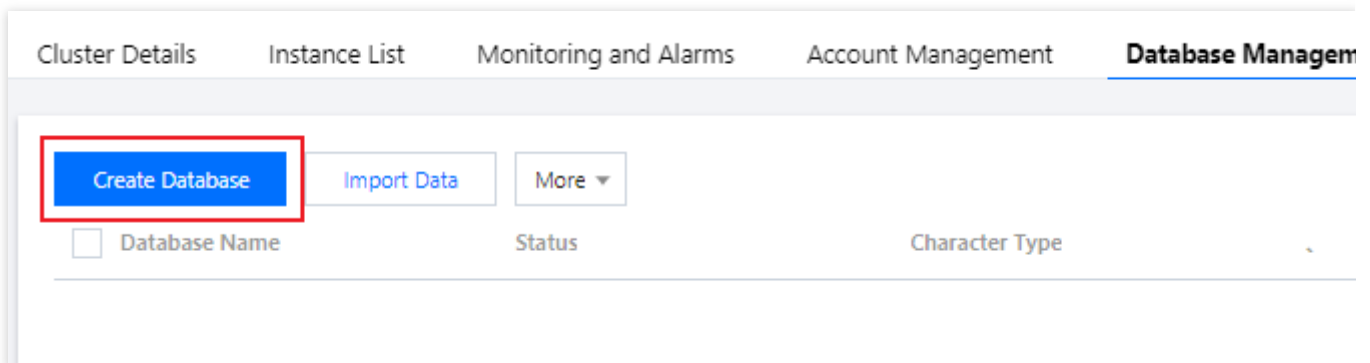 Cluster Details Instance List Monitoring and Alarms Account Management Database Managem
Create Database Import Data More
Database Name Status Character Type